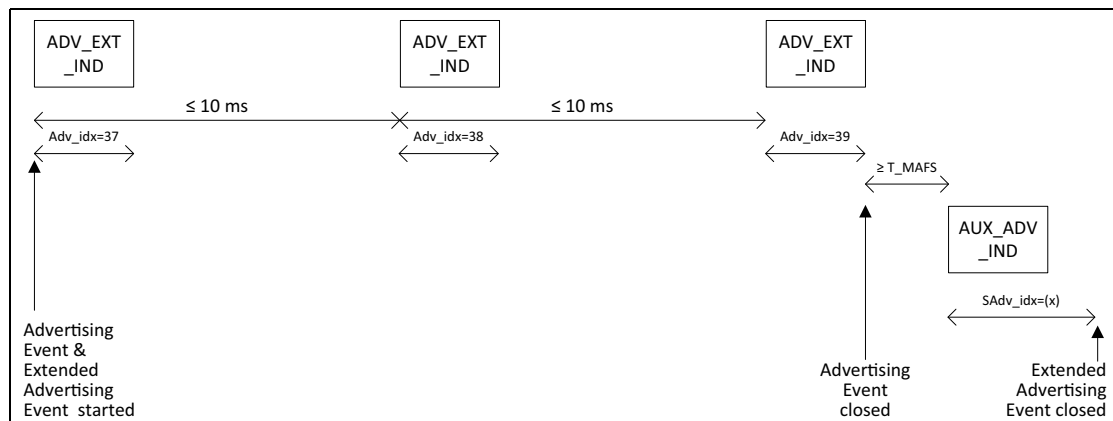 ADV_EXT
_IND
ADV_EXT
_IND
ADV_EXT
_IND
≤ 10 ms
≤ 10 ms
Adv_idx=37
Adv_idx=38
Adv_idx=39
≥ T_MAFS
AUX_ADV
_IND
SAdv_idx=(x)
Advertising
Event &
Extended
Advertising
Event started
Advertising
Event
closed
Extended
Advertising
Event closed